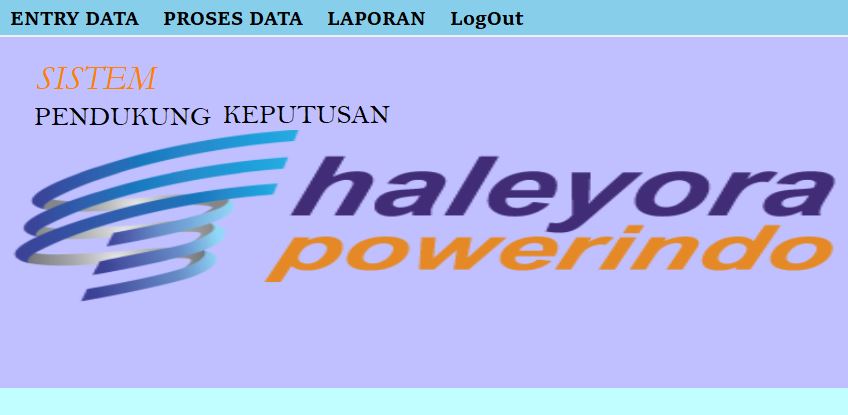 ENTRY DATA PROSES DATA LAPORAN LogOut
SISTEM
PENDUKUNG KEPUTUSAN
haleyora
powerindo